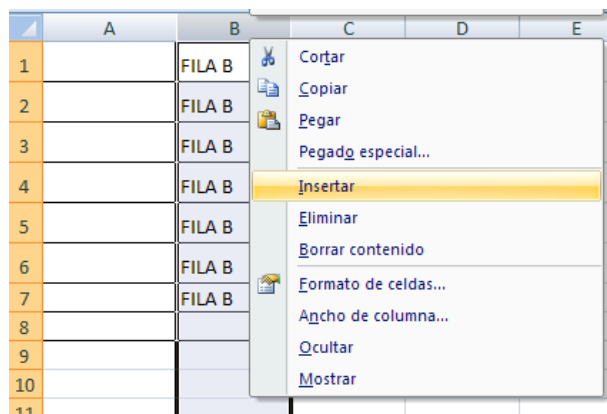 A B C D E
1 FILA B
2 FILA B
3 FILA B
4 FILA B
5 FILA B
6 FILA B
7 FILA B
8
9
10
11
Cortar
Copiar
Pegar
Pegado especial...
Insertar
Eliminar
Borrar contenido
Formato de celdas...
Ancho de columna...
Ocultar
Mostrar